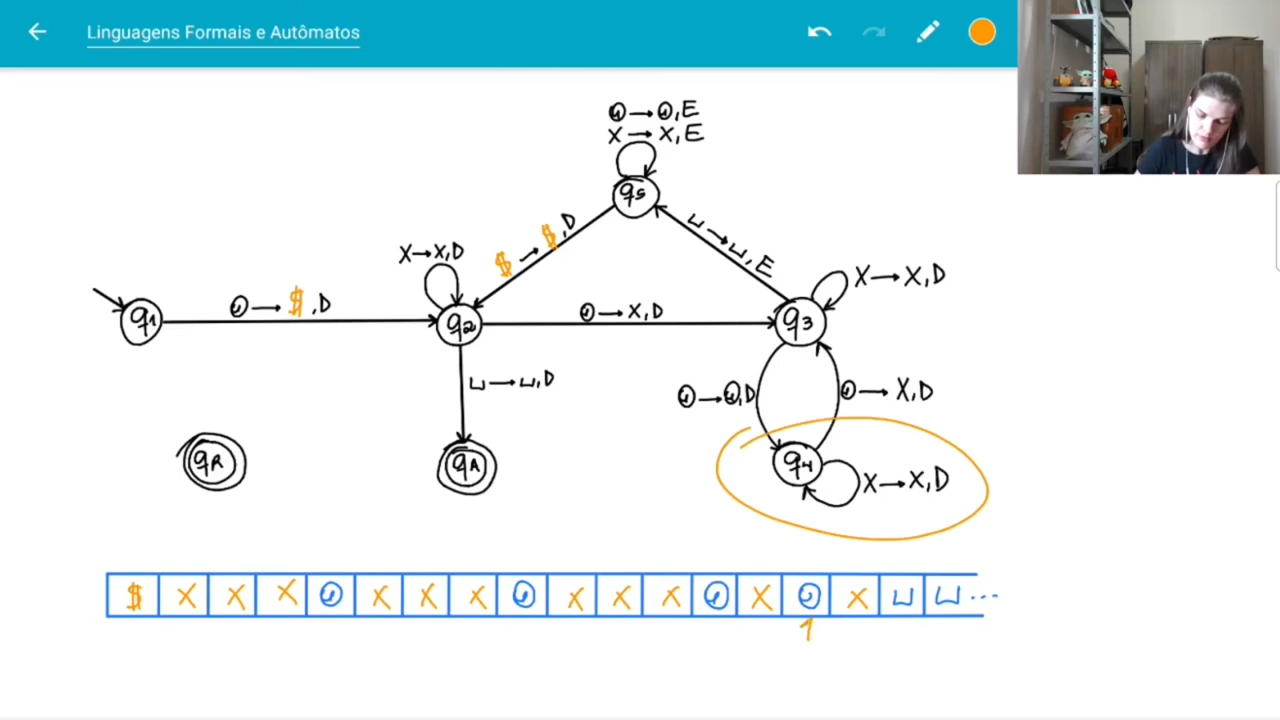 Linguagens Formais e Autômatos
0 → 0, E
X → X, E
q5
$ → $, D
⊔ → ⊔, E
X → X, D
X → X, D
0 → $, D
0 → X, D
q1
q2
q3
⊔ → ⊔, D
0 → 0, D
0 → X, D
qR
qA
q4
X → X, D
$ X X X 0 X X X 0 X X X 0 X 0 X ⊔ ⊔ ...